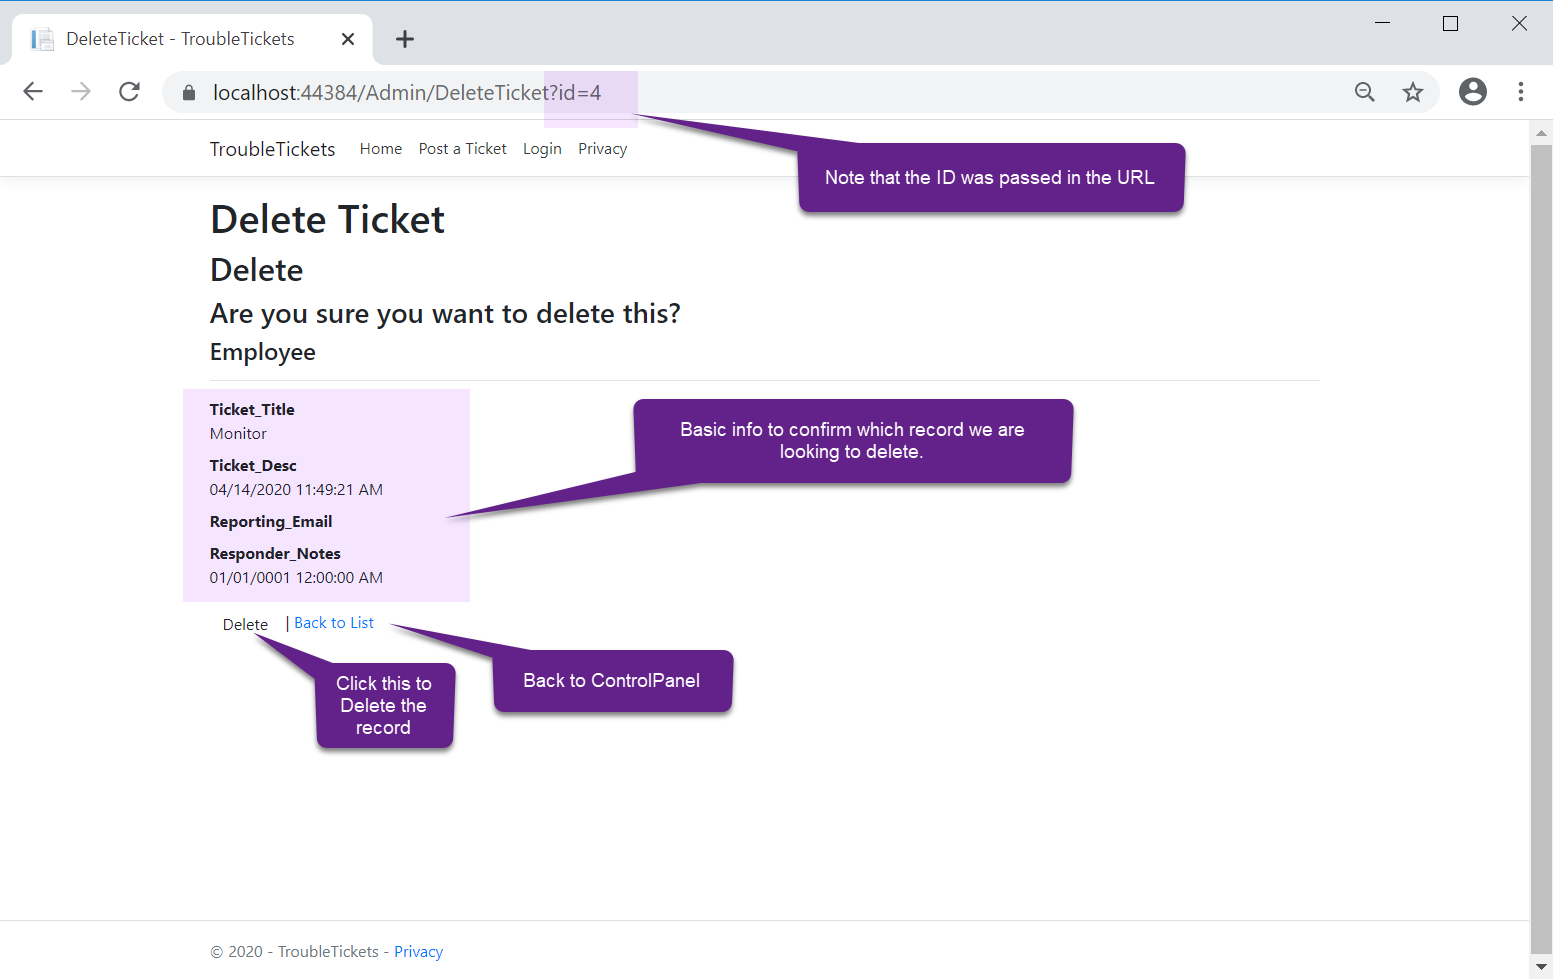 DeleteTicket - TroubleTickets
localhost:44384/Admin/DeleteTicket?id=4
TroubleTickets Home Post a Ticket Login Privacy
Note that the ID was passed in the URL
Delete Ticket
Delete
Are you sure you want to delete this?
Employee
Ticket_Title
Monitor
Ticket_Desc
04/14/2020 11:49:21 AM
Reporting_Email
Responder_Notes
01/01/0001 12:00:00 AM
Basic info to confirm which record we are
looking to delete.
Delete | Back to List
Click this to
Delete the
record
Back to ControlPanel
© 2020 - TroubleTickets - Privacy